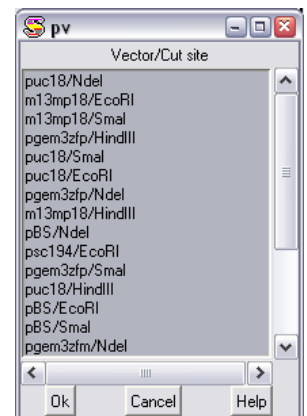 pv
Vector/Cut site
puc18/NdeI
m13mp18/EcoRI
m13mp18/SmaI
pgem3zfp/HindIII
puc18/SmaI
puc18/EcoRI
pgem3zfp/NdeI
m13mp18/HindIII
pBS/NdeI
psc194/EcoRI
pgem3zfp/SmaI
puc18/HindIII
pBS/EcoRI
pBS/SmaI
pgem3zfm/NdeI
Ok Cancel Help